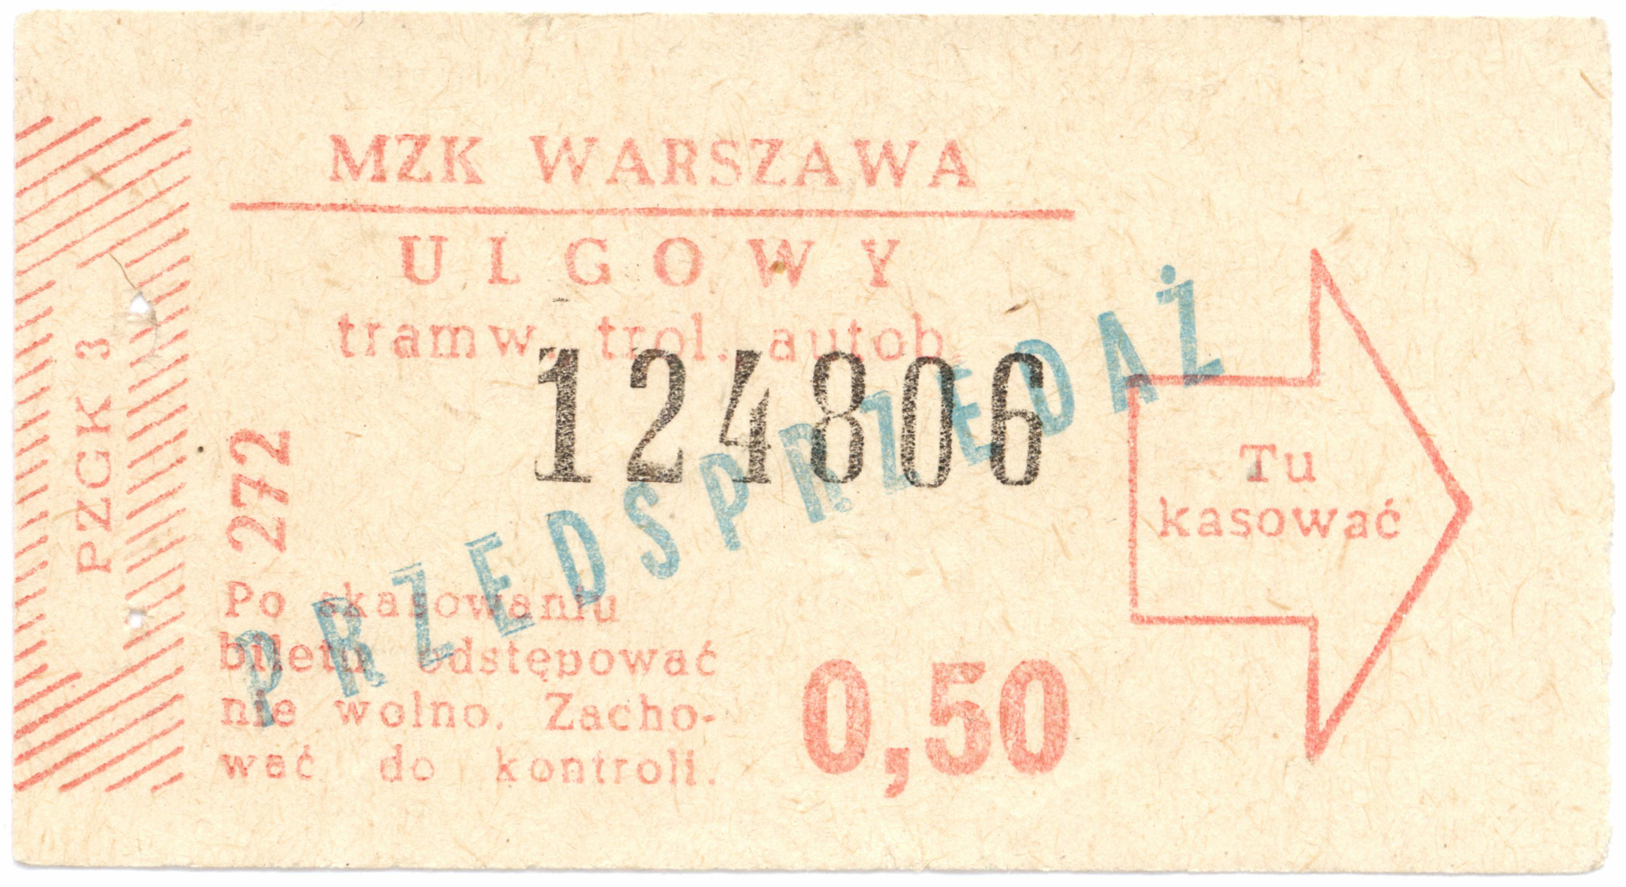 MZK WARSZAWA
ULGOWY
tramw. trol. autob.
124806
PRZEDSPRZEDAŻ
PZGK 3
272
Po skasowaniu
biletu odstępować
nie wolno. Zacho-
wać do kontroli.
0,50
Tu
kasować